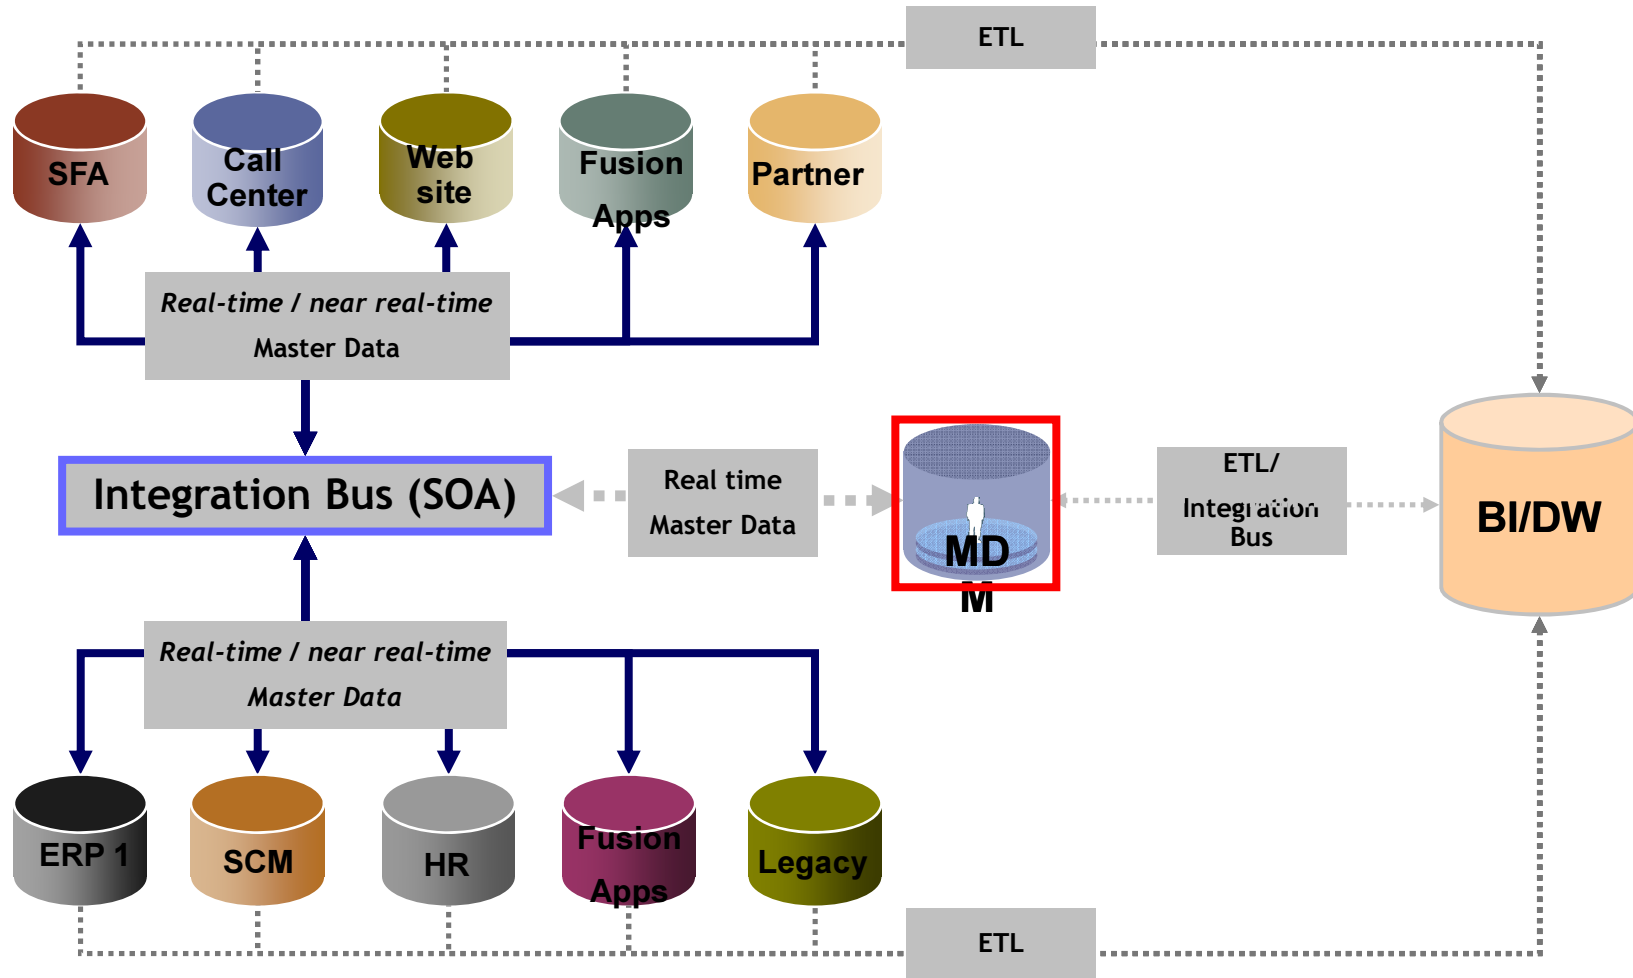 ETL
SFA
Call
Center
Web
site
Fusion
Apps
Partner
Real-time / near real-time
Master Data
Integration Bus (SOA)
Real time
Master Data
MD
M
ETL/
Integration
Bus
BI/DW
Real-time / near real-time
Master Data
ERP 1
SCM
HR
Fusion
Apps
Legacy
ETL